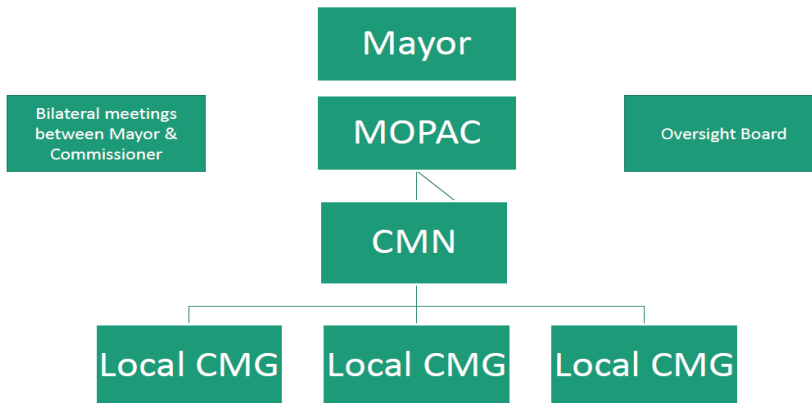 Mayor
Bilateral meetings
between Mayor &
Commissioner
MOPAC
Oversight Board
CMN
Local CMG
Local CMG
Local CMG